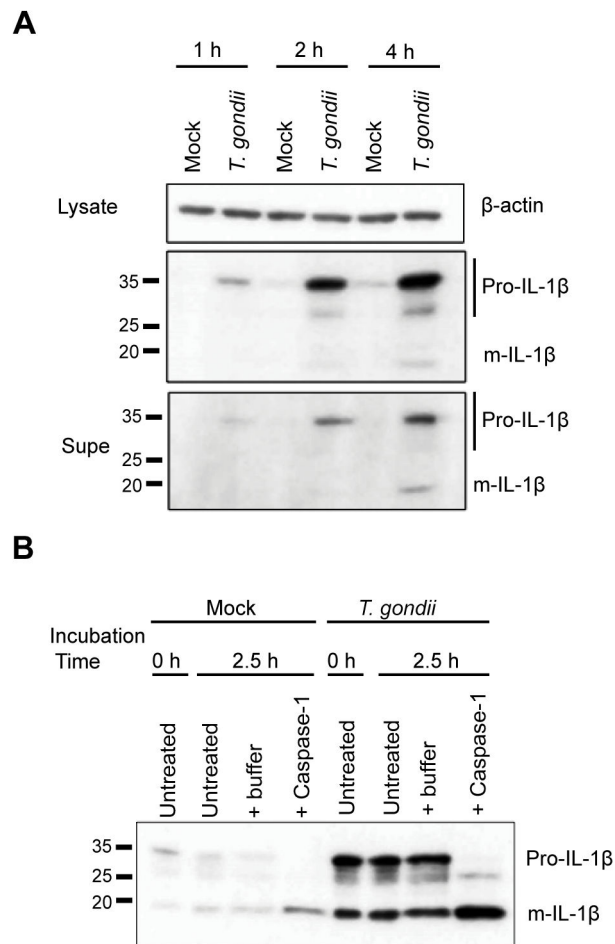 A
1 h 2 h 4 h
Mock T. gondii Mock T. gondii Mock T. gondii
Lysate β-actin
35 Pro-IL-1β
25
20 m-IL-1β
35 Pro-IL-1β
Supe
25
20 m-IL-1β
B
Mock T. gondii
Incubation
Time 0 h 2.5 h 0 h 2.5 h
Untreated Untreated + buffer + Caspase-1 Untreated Untreated + buffer + Caspase-1
35 Pro-IL-1β
25
20 m-IL-1β